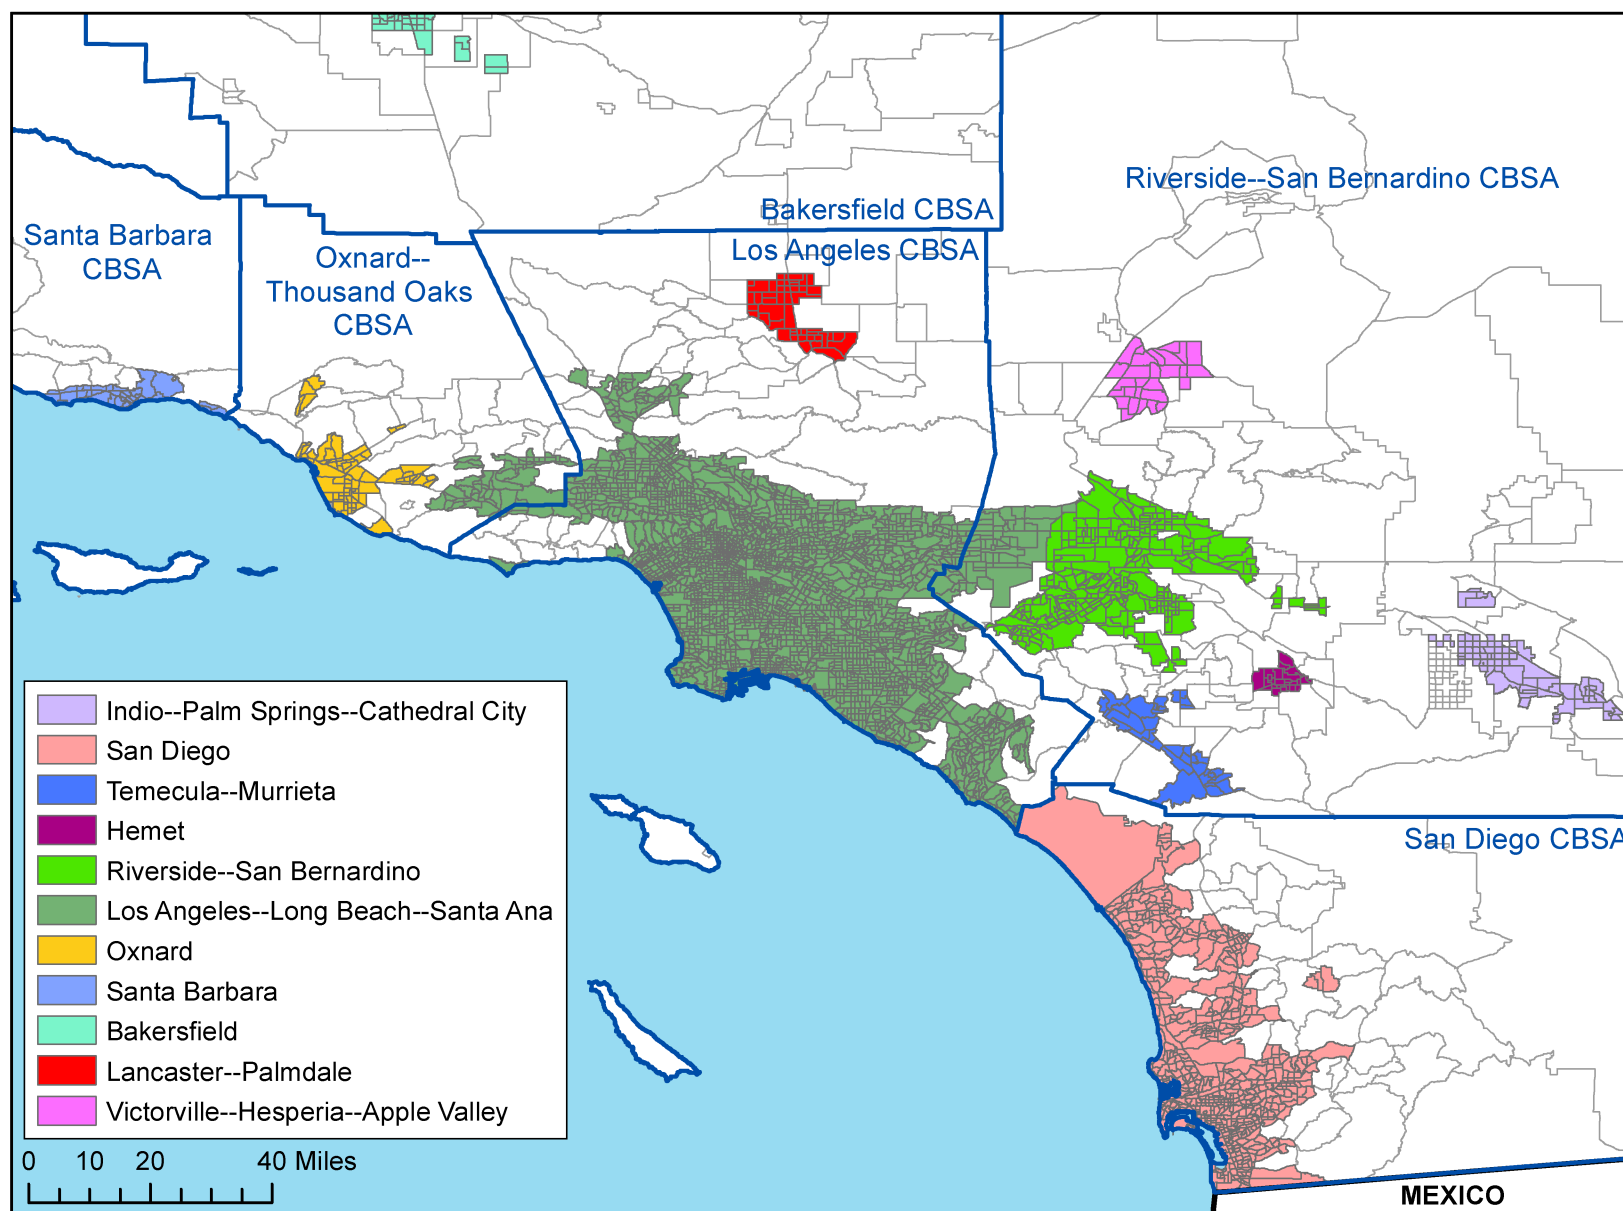 Riverside--San Bernardino CBSA
Bakersfield CBSA
Santa Barbara
CBSA
Los Angeles CBSA
Oxnard--
Thousand Oaks
CBSA
San Diego CBSA
Indio--Palm Springs--Cathedral City
San Diego
Temecula--Murrieta
Hemet
Riverside--San Bernardino
Los Angeles--Long Beach--Santa Ana
Oxnard
Santa Barbara
Bakersfield
Lancaster--Palmdale
Victorville--Hesperia--Apple Valley
0 10 20 40 Miles
MEXICO